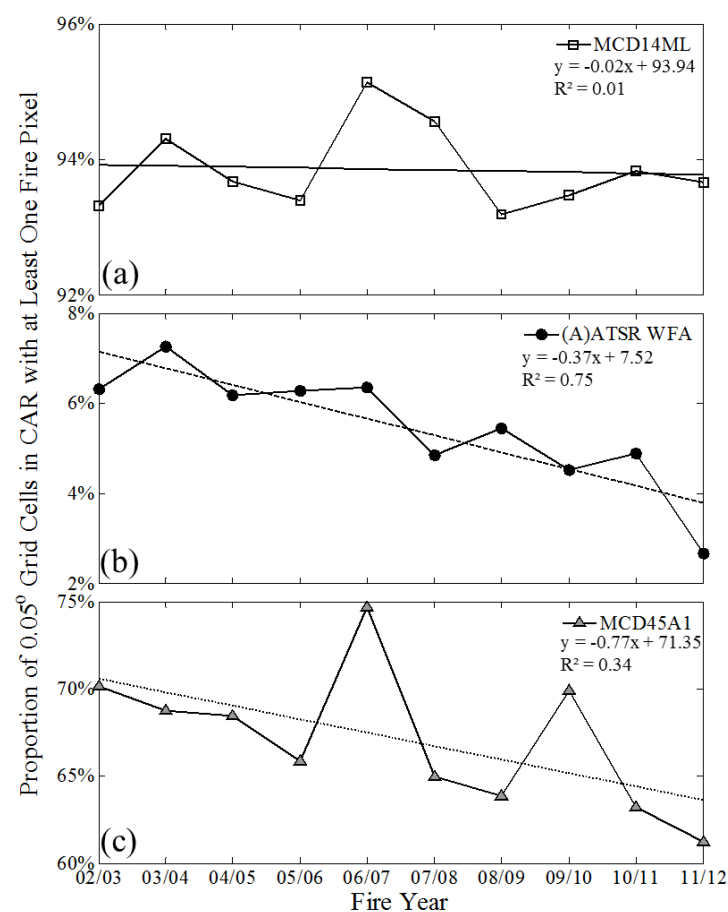 Proportion of 0.05° Grid Cells in CAR with at Least One Fire Pixel
96%
94%
92%
MCD14ML
y = -0.02x + 93.94
R² = 0.01
(a)
8%
6%
4%
2%
(A)ATSR WFA
y = -0.37x + 7.52
R² = 0.75
(b)
75%
70%
65%
60%
MCD45A1
y = -0.77x + 71.35
R² = 0.34
(c)
02/03 03/04 04/05 05/06 06/07 07/08 08/09 09/10 10/11 11/12
Fire Year